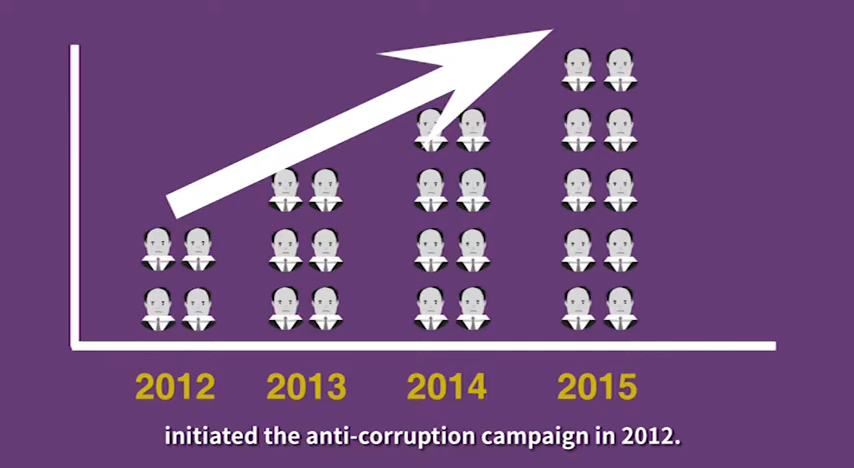 2012 2013 2014 2015
initiated the anti-corruption campaign in 2012.